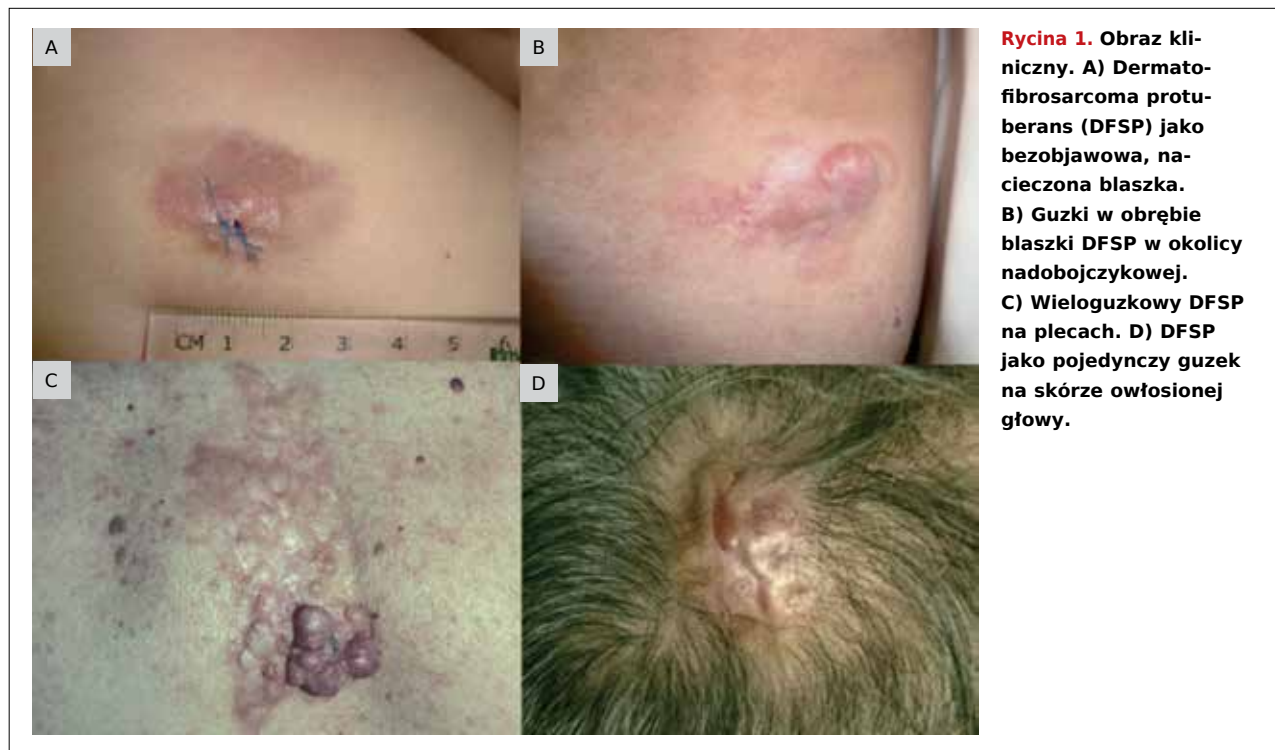 A
B
CM 1 2 3 4 5 6
C
D
Rycina 1. Obraz kli-
niczny. A) Dermato-
fibrosarcoma protu-
berans (DFSP) jako
bezobjawowa, na-
cieczona blaszka.
B) Guzki w obrębie
blaszki DFSP w okolicy
nadobojczykowej.
C) Wieloguzkowy DFSP
na plecach. D) DFSP
jako pojedynczy guzek
na skórze owłosionej
głowy.